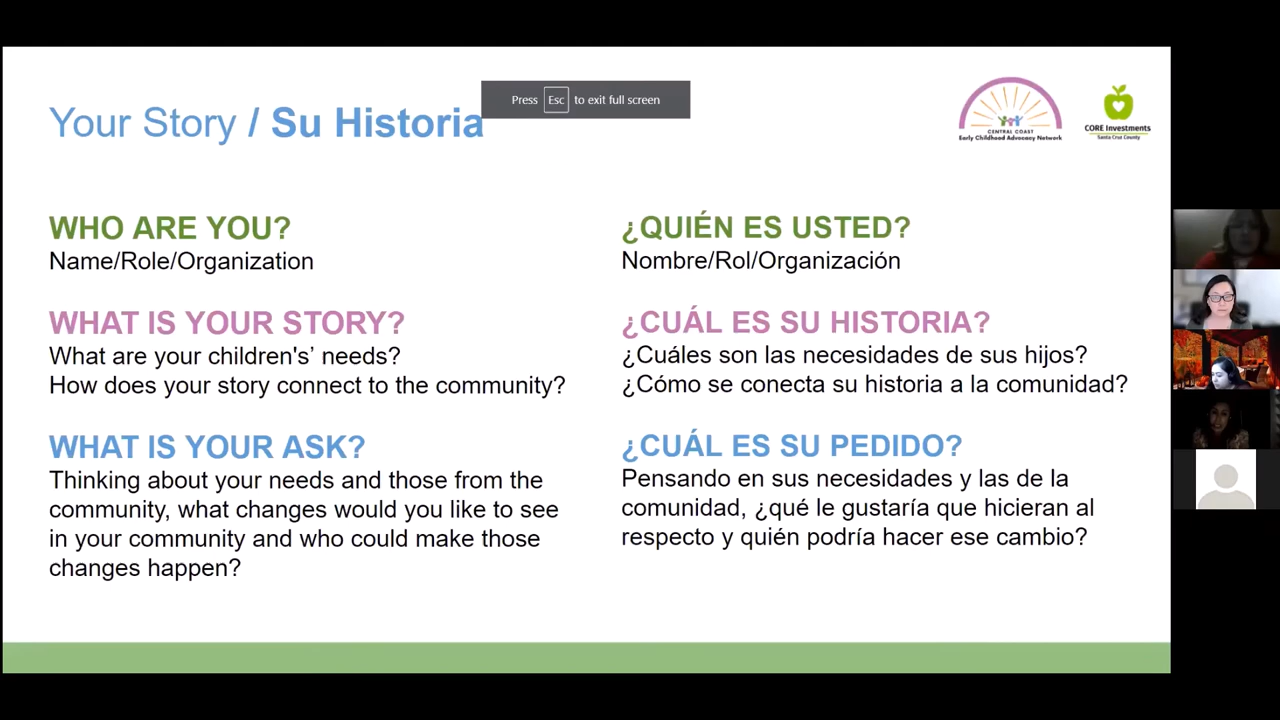 Press Esc to exit full screen
Your Story / Su Historia
CENTRAL COAST
Early Childhood Advocacy Network
CORE Investments
Santa Cruz County
WHO ARE YOU?
Name/Role/Organization
WHAT IS YOUR STORY?
What are your children's’ needs?
How does your story connect to the community?
WHAT IS YOUR ASK?
Thinking about your needs and those from the
community, what changes would you like to see
in your community and who could make those
changes happen?
¿QUIÉN ES USTED?
Nombre/Rol/Organización
¿CUÁL ES SU HISTORIA?
¿Cuáles son las necesidades de sus hijos?
¿Cómo se conecta su historia a la comunidad?
¿CUÁL ES SU PEDIDO?
Pensando en sus necesidades y las de la
comunidad, ¿qué le gustaría que hicieran al
respecto y quién podría hacer ese cambio?